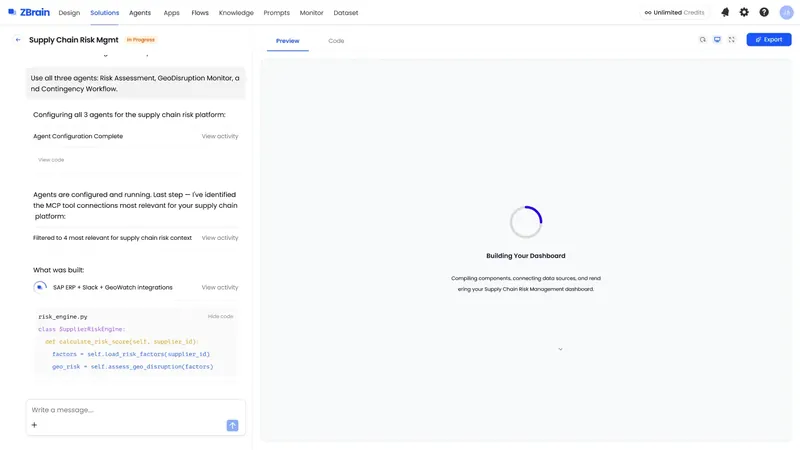 ZBrain Design Solutions Agents Apps Flows Knowledge Prompts Monitor Dataset Unlimited Credits
Supply Chain Risk Mgmt In Progress
Use all three agents: Risk Assessment, GeoDisruption Monitor, a
nd Contingency Workflow.
Configuring all 3 agents for the supply chain risk platform:
Agent Configuration Complete View activity
View code
Agents are configured and running. Last step — I've identified
the MCP tool connections most relevant for your supply chain
platform:
Filtered to 4 most relevant for supply chain risk context View activity
What was built:
SAP ERP + Slack + GeoWatch integrations View activity
risk_engine.py Hide code
class SupplierRiskEngine:
def calculate_risk_score(self, supplier_id):
factors = self.load_risk_factors(supplier_id)
geo_risk = self.assess_geo_disruption(factors)
Write a message...
Preview Code Export
Building Your Dashboard
Compiling components, connecting data sources, and rend
ering your Supply Chain Risk Management dashboard.